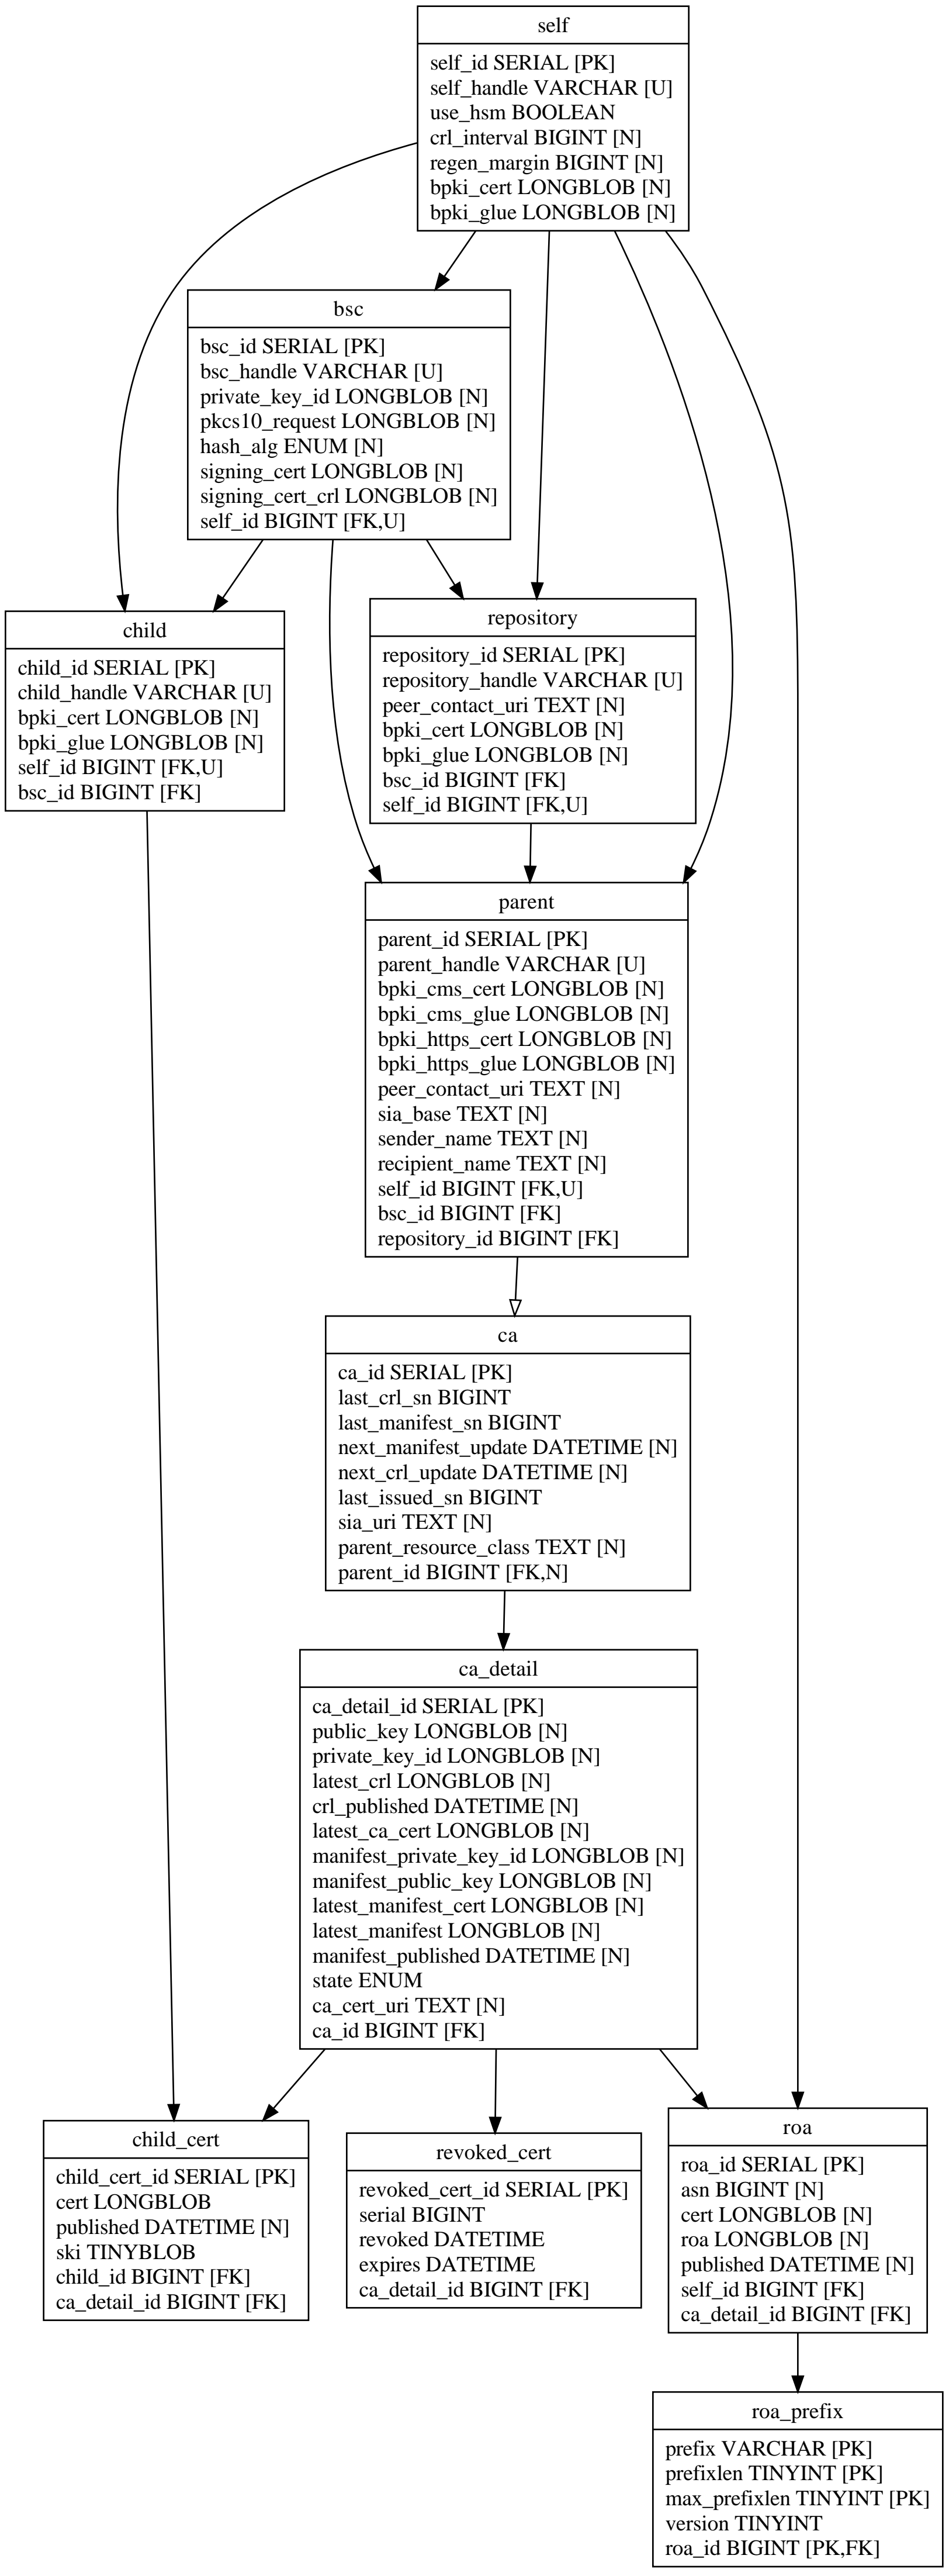 self
self_id SERIAL [PK]
self_handle VARCHAR [U]
use_hsm BOOLEAN
crl_interval BIGINT [N]
regen_margin BIGINT [N]
bpki_cert LONGBLOB [N]
bpki_glue LONGBLOB [N]
bsc
bsc_id SERIAL [PK]
bsc_handle VARCHAR [U]
private_key_id LONGBLOB [N]
pkcs10_request LONGBLOB [N]
hash_alg ENUM [N]
signing_cert LONGBLOB [N]
signing_cert_crl LONGBLOB [N]
self_id BIGINT [FK,U]
child
child_id SERIAL [PK]
child_handle VARCHAR [U]
bpki_cert LONGBLOB [N]
bpki_glue LONGBLOB [N]
self_id BIGINT [FK,U]
bsc_id BIGINT [FK]
repository
repository_id SERIAL [PK]
repository_handle VARCHAR [U]
peer_contact_uri TEXT [N]
bpki_cert LONGBLOB [N]
bpki_glue LONGBLOB [N]
bsc_id BIGINT [FK]
self_id BIGINT [FK,U]
parent
parent_id SERIAL [PK]
parent_handle VARCHAR [U]
bpki_cms_cert LONGBLOB [N]
bpki_cms_glue LONGBLOB [N]
bpki_https_cert LONGBLOB [N]
bpki_https_glue LONGBLOB [N]
peer_contact_uri TEXT [N]
sia_base TEXT [N]
sender_name TEXT [N]
recipient_name TEXT [N]
self_id BIGINT [FK,U]
bsc_id BIGINT [FK]
repository_id BIGINT [FK]
ca
ca_id SERIAL [PK]
last_crl_sn BIGINT
last_manifest_sn BIGINT
next_manifest_update DATETIME [N]
next_crl_update DATETIME [N]
last_issued_sn BIGINT
sia_uri TEXT [N]
parent_resource_class TEXT [N]
parent_id BIGINT [FK,N]
ca_detail
ca_detail_id SERIAL [PK]
public_key LONGBLOB [N]
private_key_id LONGBLOB [N]
latest_crl LONGBLOB [N]
crl_published DATETIME [N]
latest_ca_cert LONGBLOB [N]
manifest_private_key_id LONGBLOB [N]
manifest_public_key LONGBLOB [N]
latest_manifest_cert LONGBLOB [N]
latest_manifest LONGBLOB [N]
manifest_published DATETIME [N]
state ENUM
ca_cert_uri TEXT [N]
ca_id BIGINT [FK]
child_cert
child_cert_id SERIAL [PK]
cert LONGBLOB
published DATETIME [N]
ski TINYBLOB
child_id BIGINT [FK]
ca_detail_id BIGINT [FK]
revoked_cert
revoked_cert_id SERIAL [PK]
serial BIGINT
revoked DATETIME
expires DATETIME
ca_detail_id BIGINT [FK]
roa
roa_id SERIAL [PK]
asn BIGINT [N]
cert LONGBLOB [N]
roa LONGBLOB [N]
published DATETIME [N]
self_id BIGINT [FK]
ca_detail_id BIGINT [FK]
roa_prefix
prefix VARCHAR [PK]
prefixlen TINYINT [PK]
max_prefixlen TINYINT [PK]
version TINYINT
roa_id BIGINT [PK,FK]